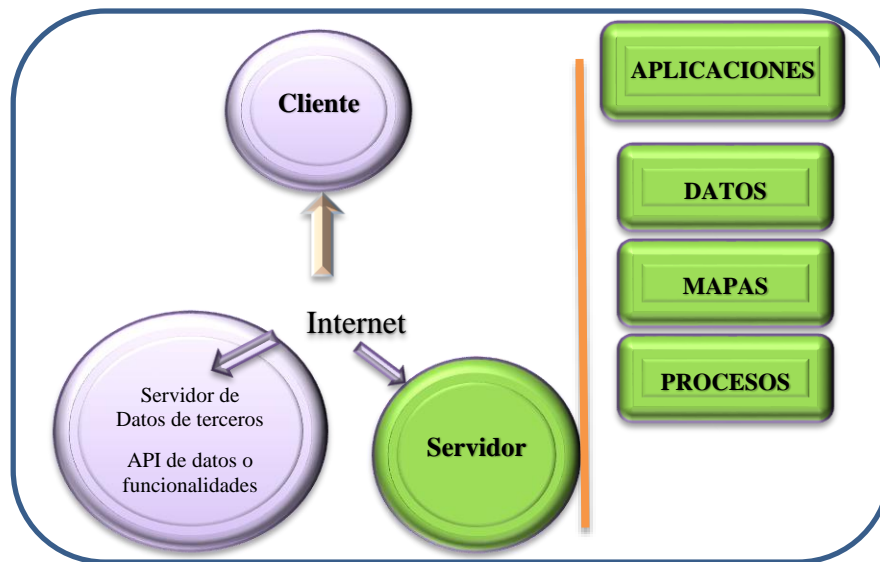 Cliente
Internet
Servidor de
Datos de terceros
API de datos o
funcionalidades
Servidor
APLICACIONES
DATOS
MAPAS
PROCESOS